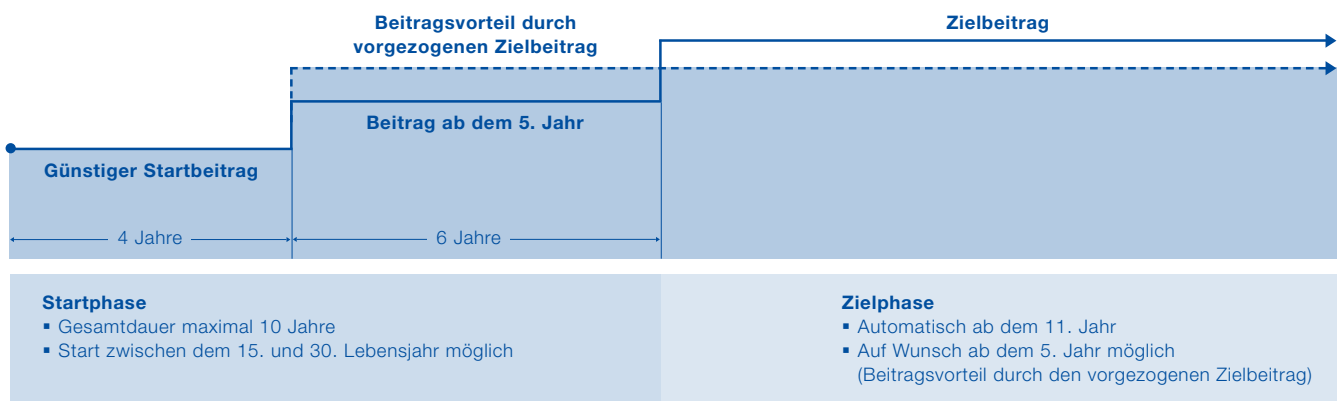 Beitragsvorteil durch
vorgezogenen Zielbeitrag
Zielbeitrag
Beitrag ab dem 5. Jahr
Günstiger Startbeitrag
4 Jahre
6 Jahre
Startphase
▪ Gesamtdauer maximal 10 Jahre
▪ Start zwischen dem 15. und 30. Lebensjahr möglich
Zielphase
▪ Automatisch ab dem 11. Jahr
▪ Auf Wunsch ab dem 5. Jahr möglich
(Beitragsvorteil durch den vorgezogenen Zielbeitrag)